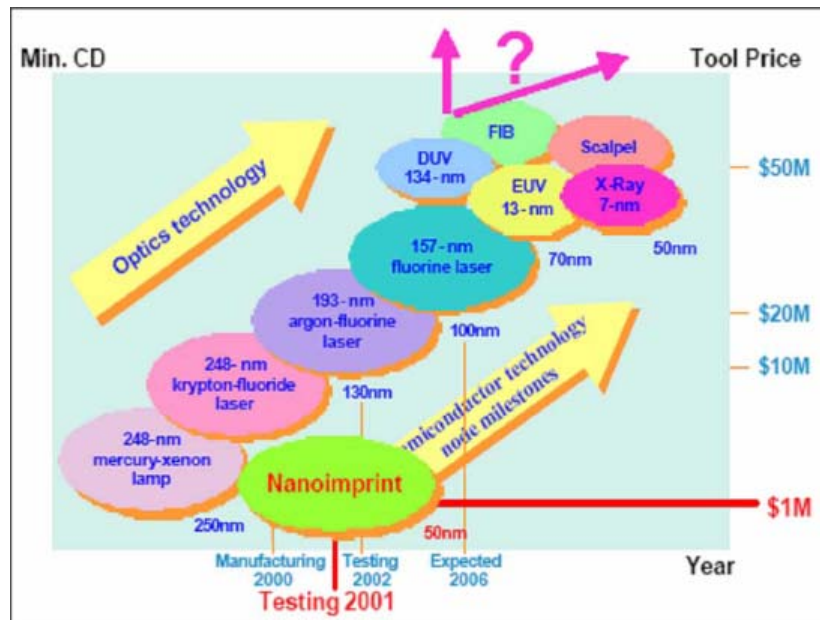 Min. CD
?
Tool Price
Optics technology
FIB
DUV
134-nm
Scalpel
EUV
13-nm
X-Ray
7-nm
$50M
157-nm
fluorine laser
70nm
50nm
193-nm
argon-fluorine
laser
100nm
$20M
248-nm
krypton-fluoride
laser
130nm
$10M
emiconductor technology
node milestones
248-nm
mercury-xenon
lamp
Nanoimprint
250nm
50nm
$1M
Manufacturing
2000
Testing
2002
Expected
2006
Year
Testing 2001